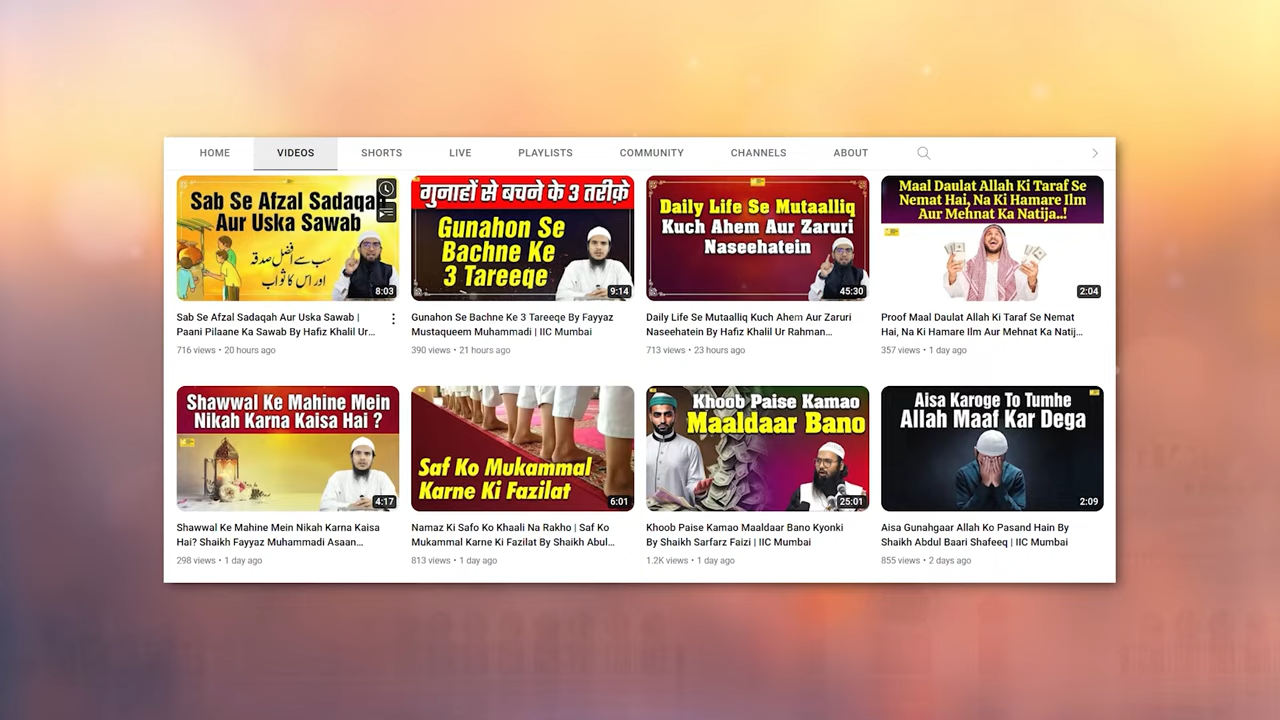 HOME VIDEOS SHORTS LIVE PLAYLISTS COMMUNITY CHANNELS ABOUT
Sab Se Afzal Sadaqah
Aur Uska Sawab
سب سے افضل صدقہ
اور اس کا ثواب
8:03
Sab Se Afzal Sadaqah Aur Uska Sawab |
Paani Pilaane Ka Sawab By Hafiz Khalil Ur...
716 views • 20 hours ago
गुनाहों से बचने के 3 तरीक़े
Gunahon Se
Bachne Ke
3 Tareeqe
9:14
Gunahon Se Bachne Ke 3 Tareeqe By Fayyaz
Mustaqueem Muhammadi | IIC Mumbai
390 views • 21 hours ago
Daily Life Se Mutaalliq
Kuch Ahem Aur Zaruri
Naseehatein
45:30
Daily Life Se Mutaalliq Kuch Ahem Aur Zaruri
Naseehatein By Hafiz Khalil Ur Rahman...
713 views • 23 hours ago
Maal Daulat Allah Ki Taraf Se
Nemat Hai, Na Ki Hamare Ilm
Aur Mehnat Ka Natija..!
2:04
Proof Maal Daulat Allah Ki Taraf Se Nemat
Hai, Na Ki Hamare Ilm Aur Mehnat Ka Natij...
357 views • 1 day ago
Shawwal Ke Mahine Mein
Nikah Karna Kaisa Hai ?
4:17
Shawwal Ke Mahine Mein Nikah Karna Kaisa
Hai? Shaikh Fayyaz Muhammadi Asaan...
298 views • 1 day ago
Saf Ko Mukammal
Karne Ki Fazilat
6:01
Namaz Ki Safo Ko Khaali Na Rakho | Saf Ko
Mukammal Karne Ki Fazilat By Shaikh Abul...
813 views • 1 day ago
Khoob Paise Kamao
Maaldaar Bano
25:01
Khoob Paise Kamao Maaldaar Bano Kyonki
By Shaikh Sarfarz Faizi | IIC Mumbai
1.2K views • 1 day ago
Aisa Karoge To Tumhe
Allah Maaf Kar Dega
2:09
Aisa Gunahgaar Allah Ko Pasand Hain By
Shaikh Abdul Baari Shafeeq | IIC Mumbai
855 views • 2 days ago